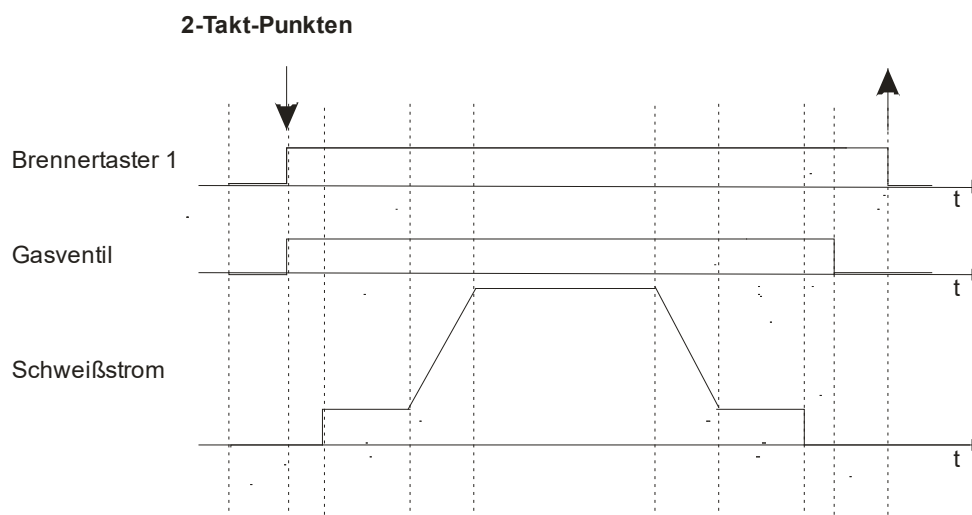 2-Takt-Punkten
Brennertaster 1
t
Gasventil
t
Schweißstrom
t